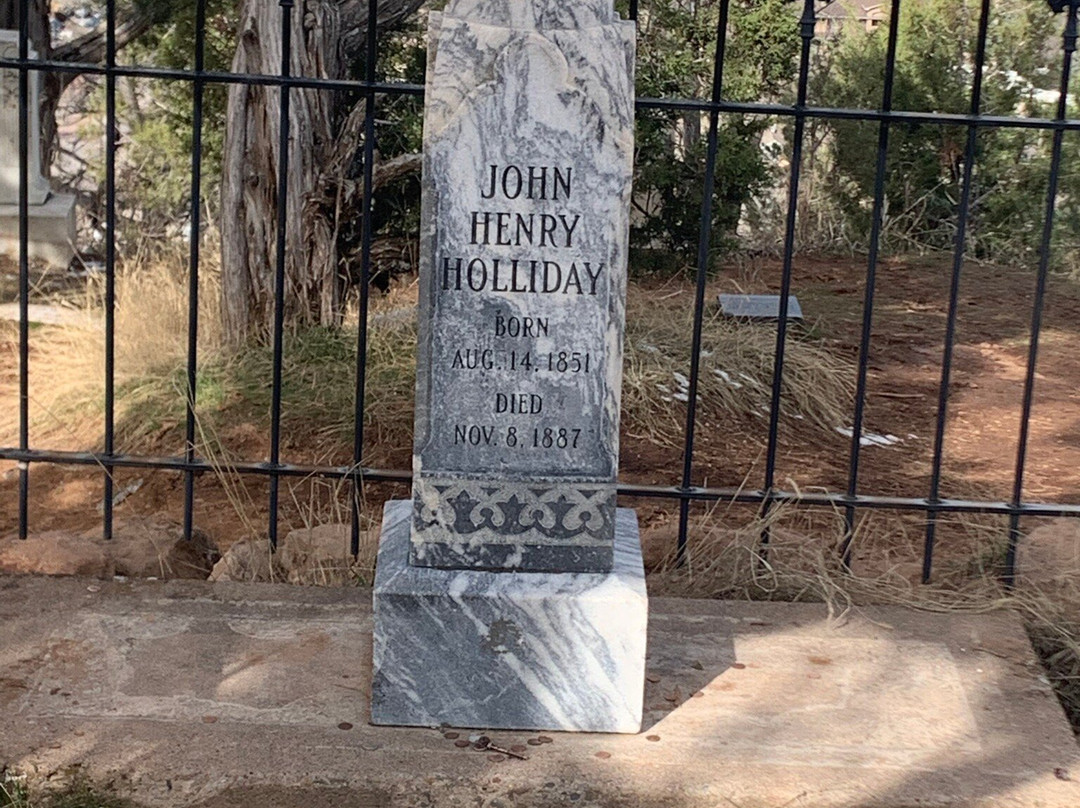 JOHN
HENRY
HOLLIDAY
BORN
AUG. 14, 1851
DIED
NOV. 8, 1887